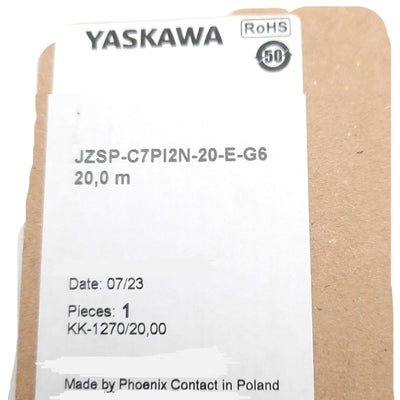 YASKAWA
RoHS
50
JZSP-C7PI2N-20-E-G6
20,0 m
Date: 07/23
Pieces: 1
KK-1270/20,00
Made by Phoenix Contact in Poland